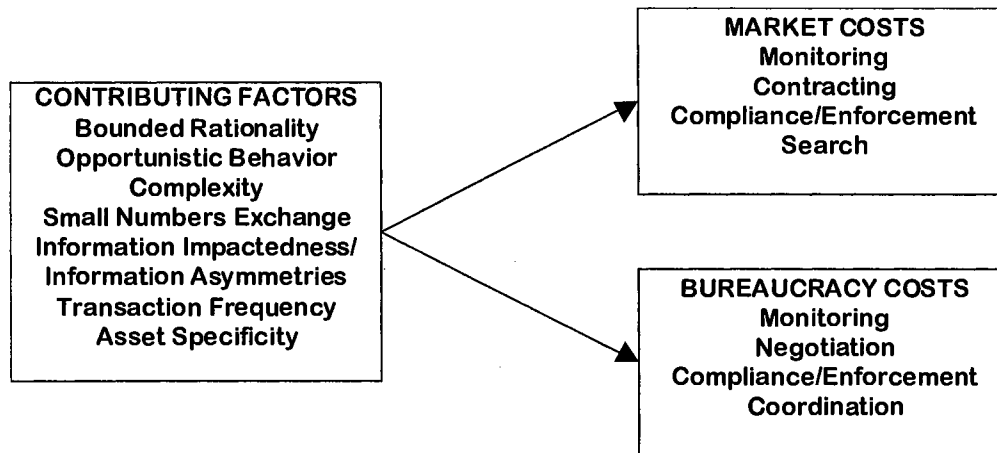 CONTRIBUTING FACTORS
Bounded Rationality
Opportunistic Behavior
Complexity
Small Numbers Exchange
Information Impactedness/
Information Asymmetries
Transaction Frequency
Asset Specificity
MARKET COSTS
Monitoring
Contracting
Compliance/Enforcement
Search
BUREAUCRACY COSTS
Monitoring
Negotiation
Compliance/Enforcement
Coordination